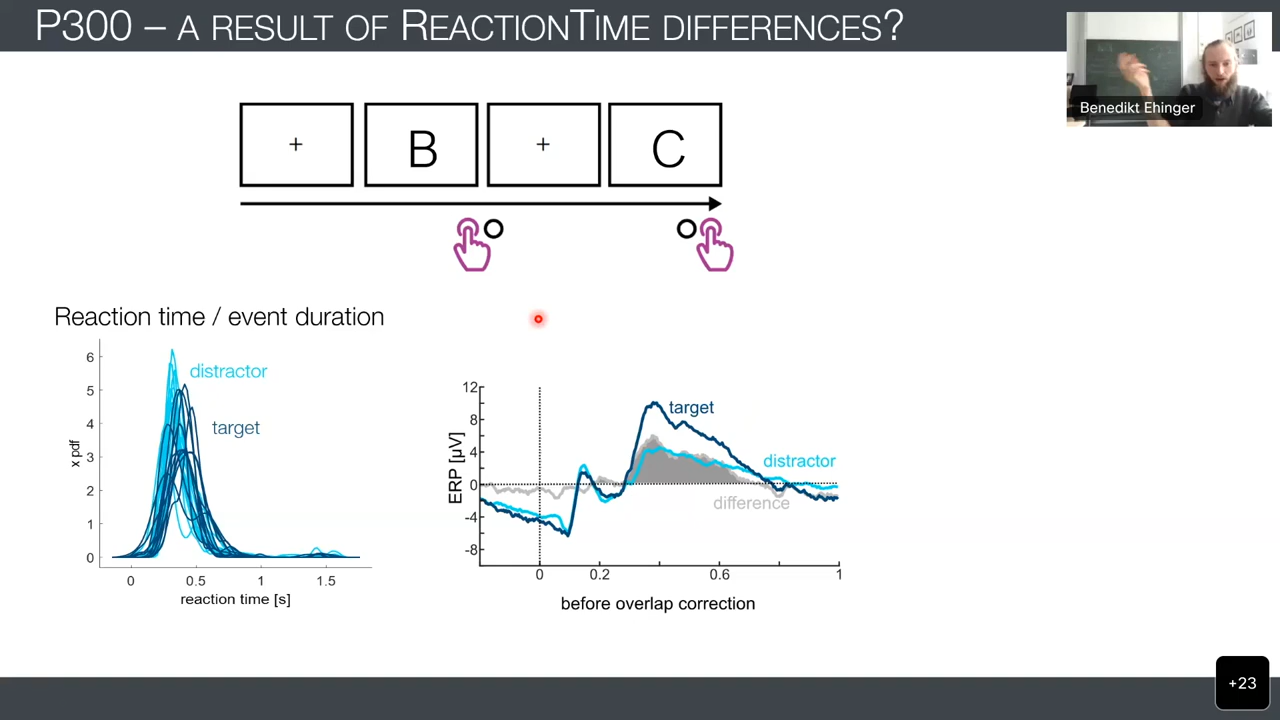 P300 – A RESULT OF REACTIONTIME DIFFERENCES?
Benedikt Ehinger
+
B
+
C
Reaction time / event duration
6
5
4
3
2
1
0
x pdf
distractor
target
0 0.5 1 1.5
reaction time [s]
12
8
4
0
-4
-8
ERP [µV]
target
distractor
difference
0 0.2 0.6 1
before overlap correction
+23